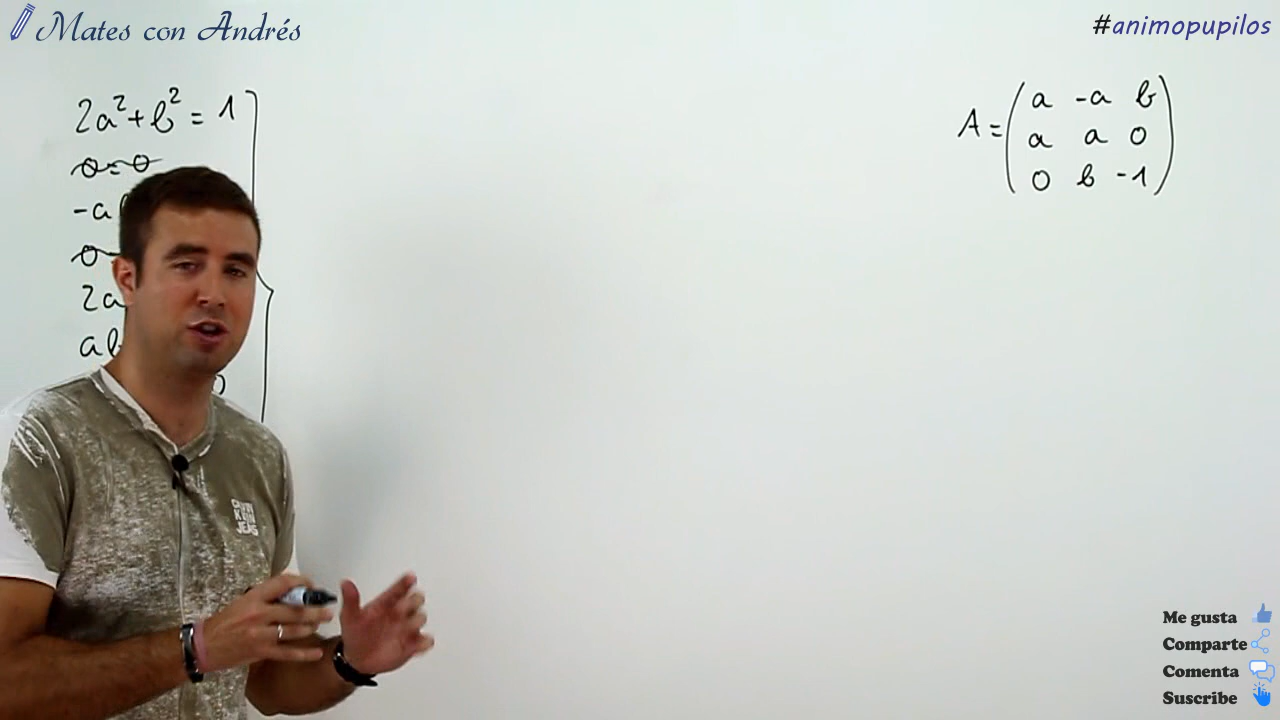 Mates con Andrés
#animopupilos
2a²+b²=1
0=0
-a
0
2a
ab
0
A=(a -a b
a a 0
0 b -1)
Me gusta
Comparte
Comenta
Suscribe